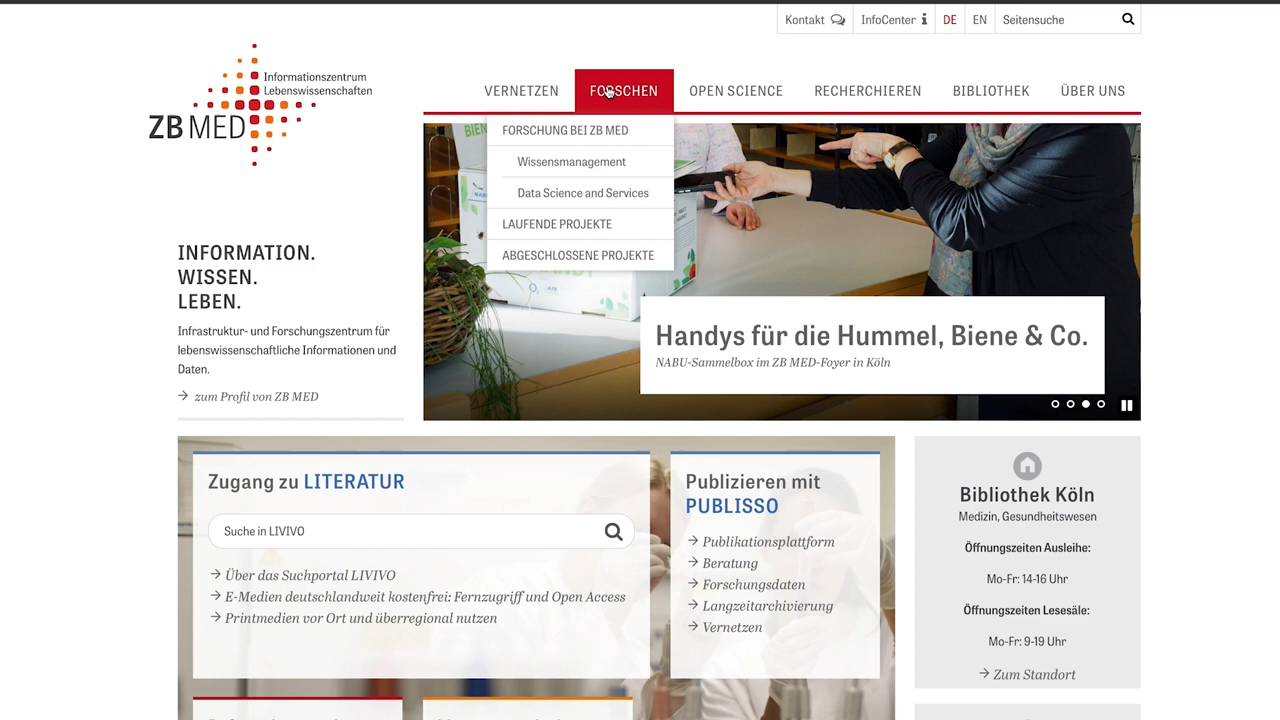 Kontakt
InfoCenter
DE
EN
Seitensuche
Informationszentrum
Lebenswissenschaften
ZB MED
VERNETZEN
FORSCHEN
OPEN SCIENCE
RECHERCHIEREN
BIBLIOTHEK
ÜBER UNS
FORSCHUNG BEI ZB MED
Wissensmanagement
Data Science and Services
LAUFENDE PROJEKTE
ABGESCHLOSSENE PROJEKTE
INFORMATION.
WISSEN.
LEBEN.
Infrastruktur- und Forschungszentrum für
lebenswissenschaftliche Informationen und
Daten.
zum Profil von ZB MED
Handys für die Hummel, Biene & Co.
NABU-Sammelbox im ZB MED-Foyer in Köln
Zugang zu LITERATUR
Suche in LIVIVO
Über das Suchportal LIVIVO
E-Medien deutschlandweit kostenfrei: Fernzugriff und Open Access
Printmedien vor Ort und überregional nutzen
Publizieren mit
PUBLISSO
Publikationsplattform
Beratung
Forschungsdaten
Langzeitarchivierung
Vernetzen
Bibliothek Köln
Medizin, Gesundheitswesen
Öffnungszeiten Ausleihe:
Mo-Fr: 14-16 Uhr
Öffnungszeiten Lesesäle:
Mo-Fr: 9-19 Uhr
Zum Standort